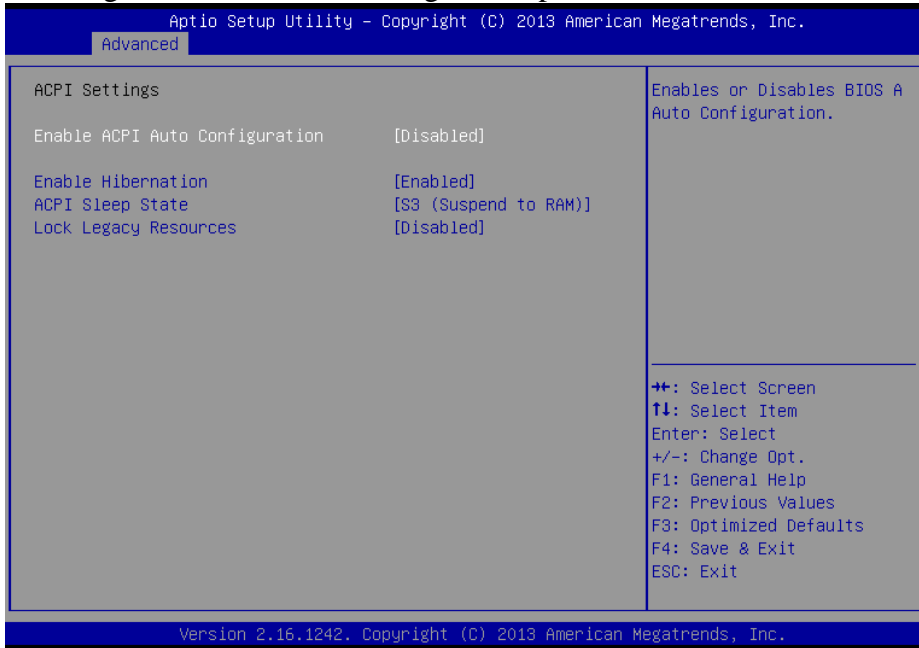 Aptio Setup Utility – Copyright (C) 2013 American Megatrends, Inc.
Advanced
ACPI Settings
Enable ACPI Auto Configuration [Disabled]
Enable Hibernation [Enabled]
ACPI Sleep State [S3 (Suspend to RAM)]
Lock Legacy Resources [Disabled]
Enables or Disables BIOS A
Auto Configuration.
→←: Select Screen
↑↓: Select Item
Enter: Select
+/-: Change Opt.
F1: General Help
F2: Previous Values
F3: Optimized Defaults
F4: Save & Exit
ESC: Exit
Version 2.16.1242. Copyright (C) 2013 American Megatrends, Inc.